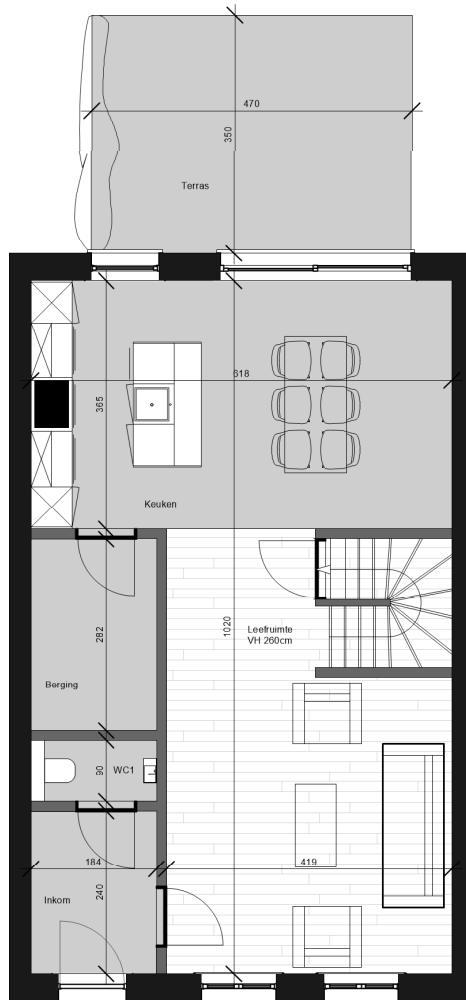 470
350
Terras
618
365
Keuken
282
1020
Leefruimte
VH 260cm
Berging
90
WC1
184
419
240
Inkom